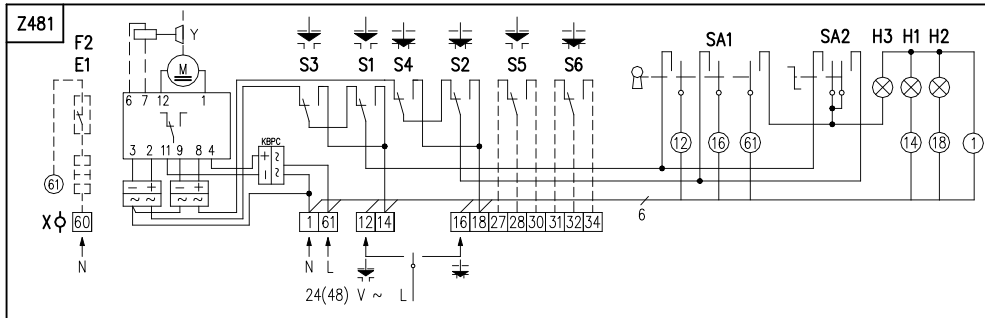 Z481
F2
E1
Y
M
S3 S1 S4 S2 S5 S6
SA1 SA2 H3 H1 H2
6 7 12 1
3 2 11 9 8 4
KBPC
+ ~
– ~
– +
~ ~
– +
~ ~
61
12 16 61 14 18 1
X 60
1 61 12 14 16 18 27 28 30 31 32 34
6
N
N L
24(48) V ~ L